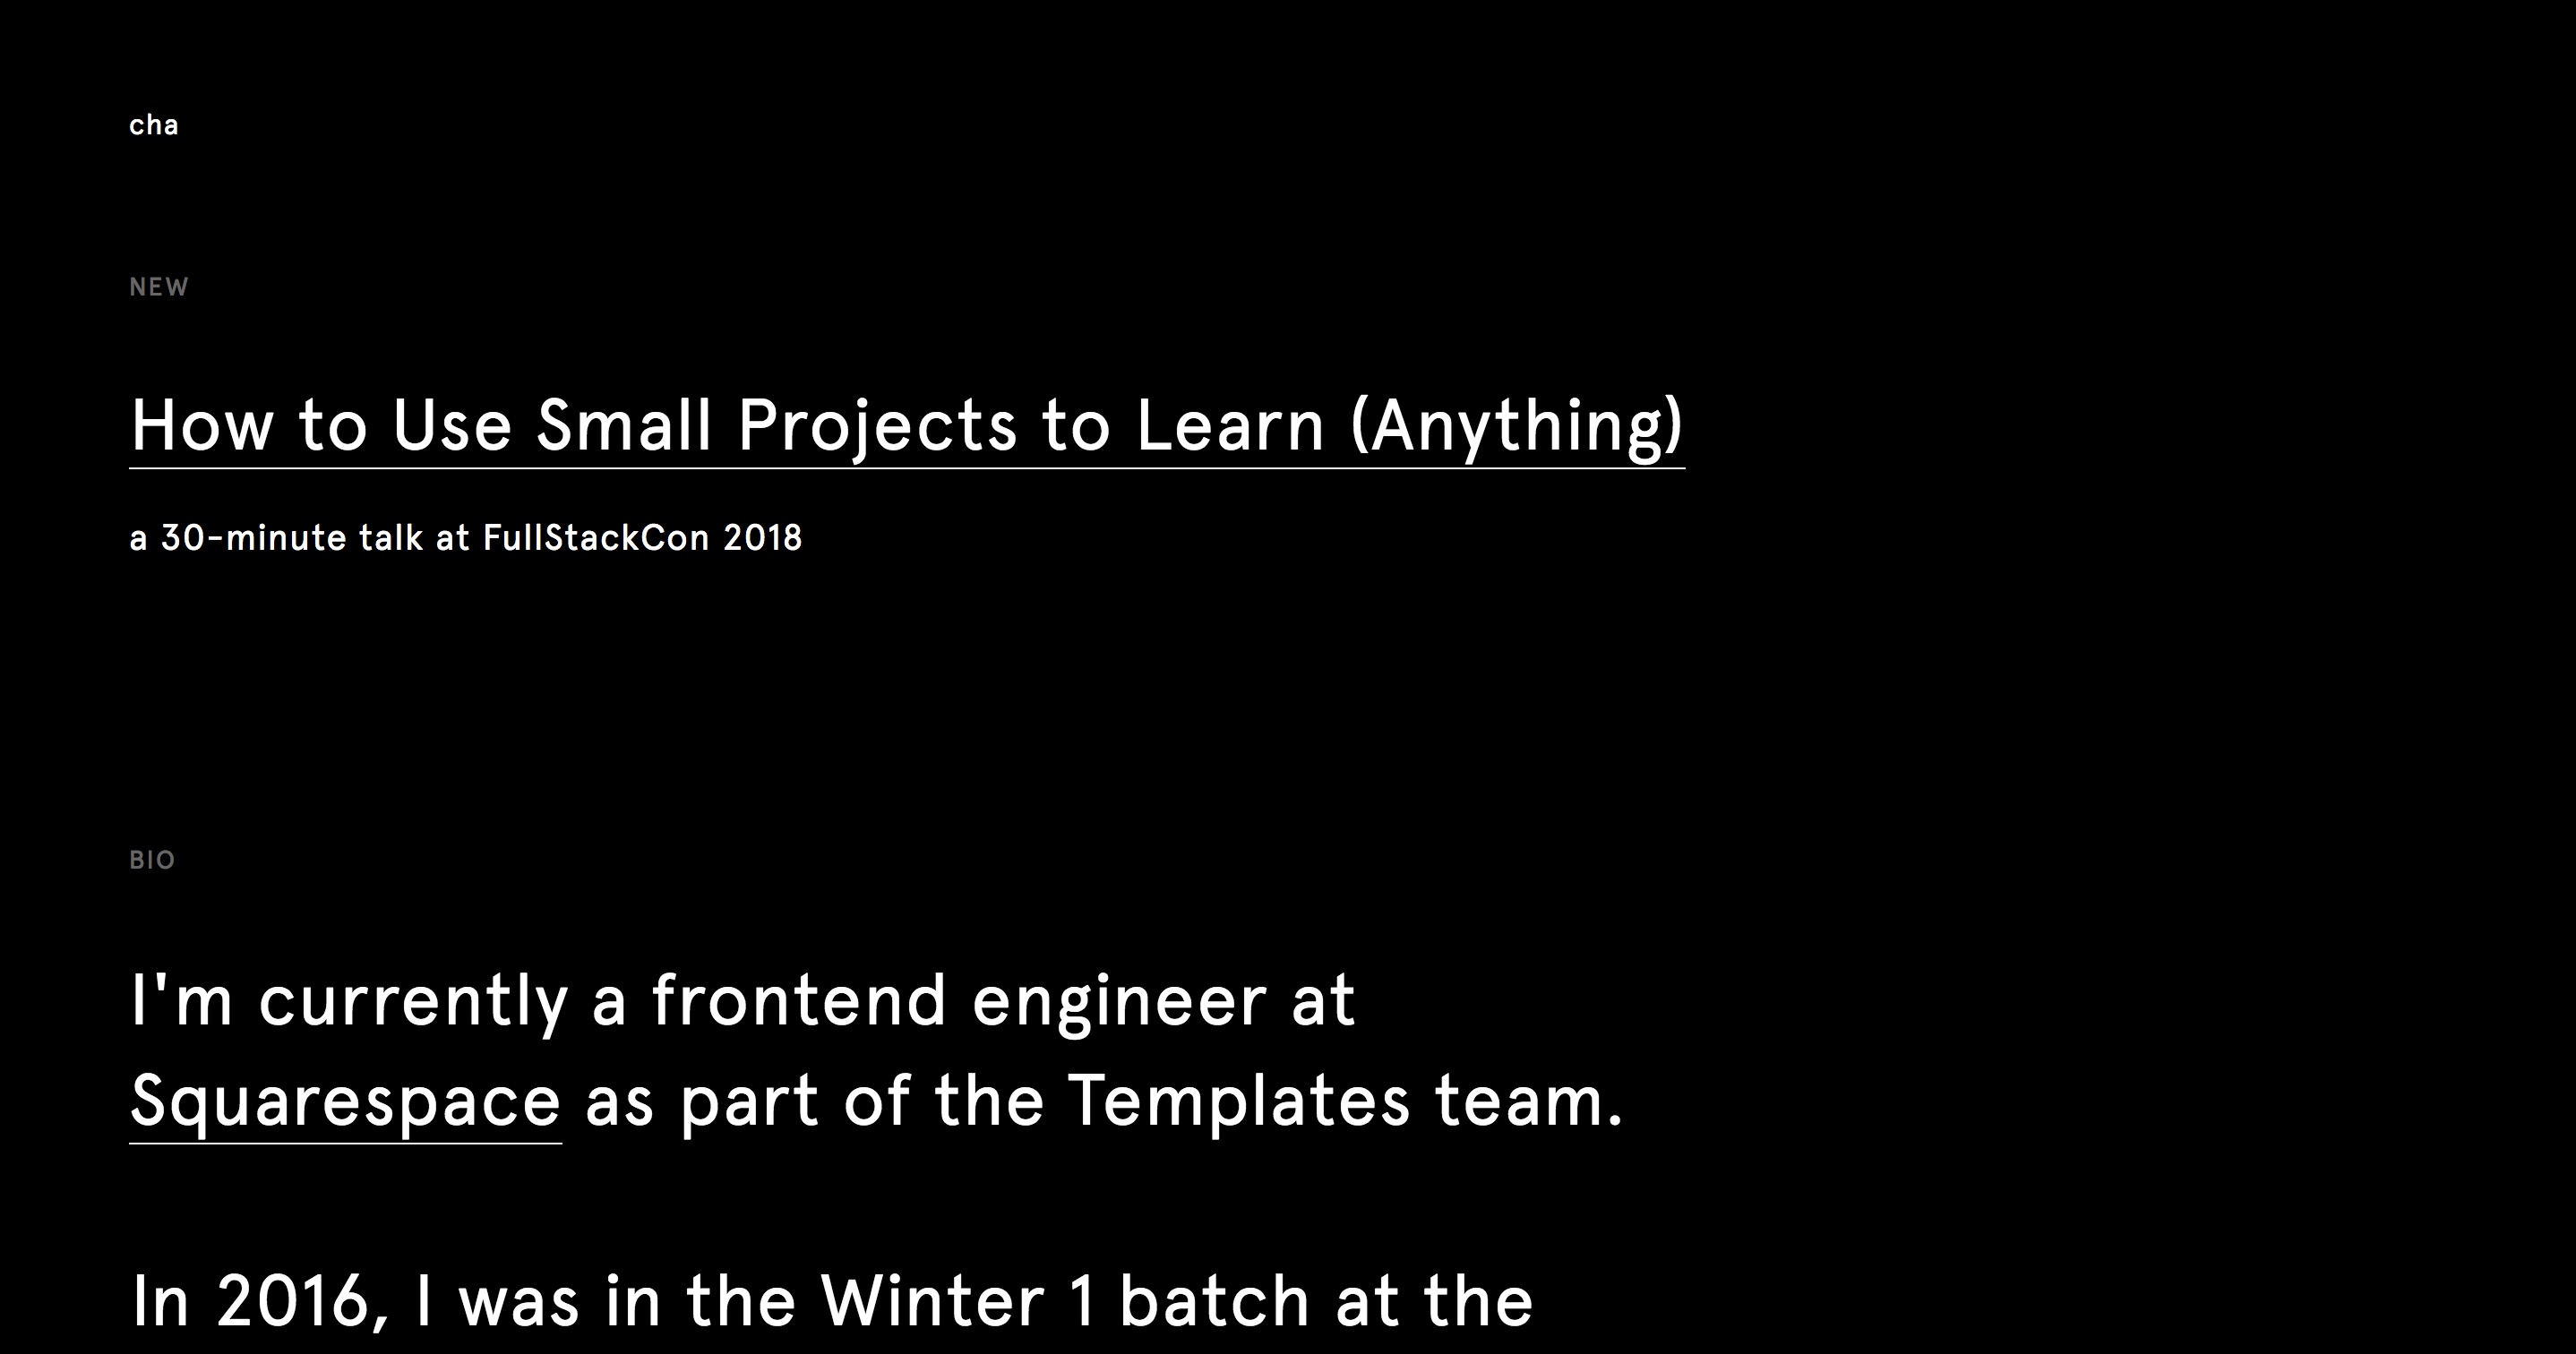 cha
NEW
How to Use Small Projects to Learn (Anything)
a 30-minute talk at FullStackCon 2018
BIO
I'm currently a frontend engineer at
Squarespace as part of the Templates team.
In 2016, I was in the Winter 1 batch at the